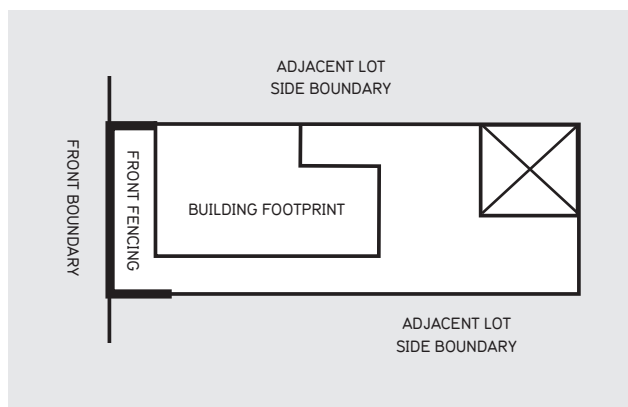 ADJACENT LOT
SIDE BOUNDARY
FRONT BOUNDARY
FRONT FENCING
BUILDING FOOTPRINT
ADJACENT LOT
SIDE BOUNDARY